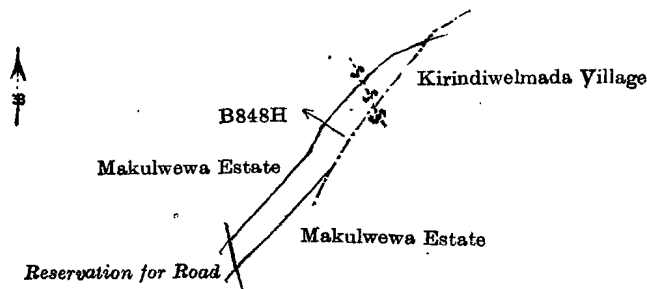 Kirindiwelmada Village
B848H
Makulwewa Estate
Makulwewa Estate
Reservation for Road